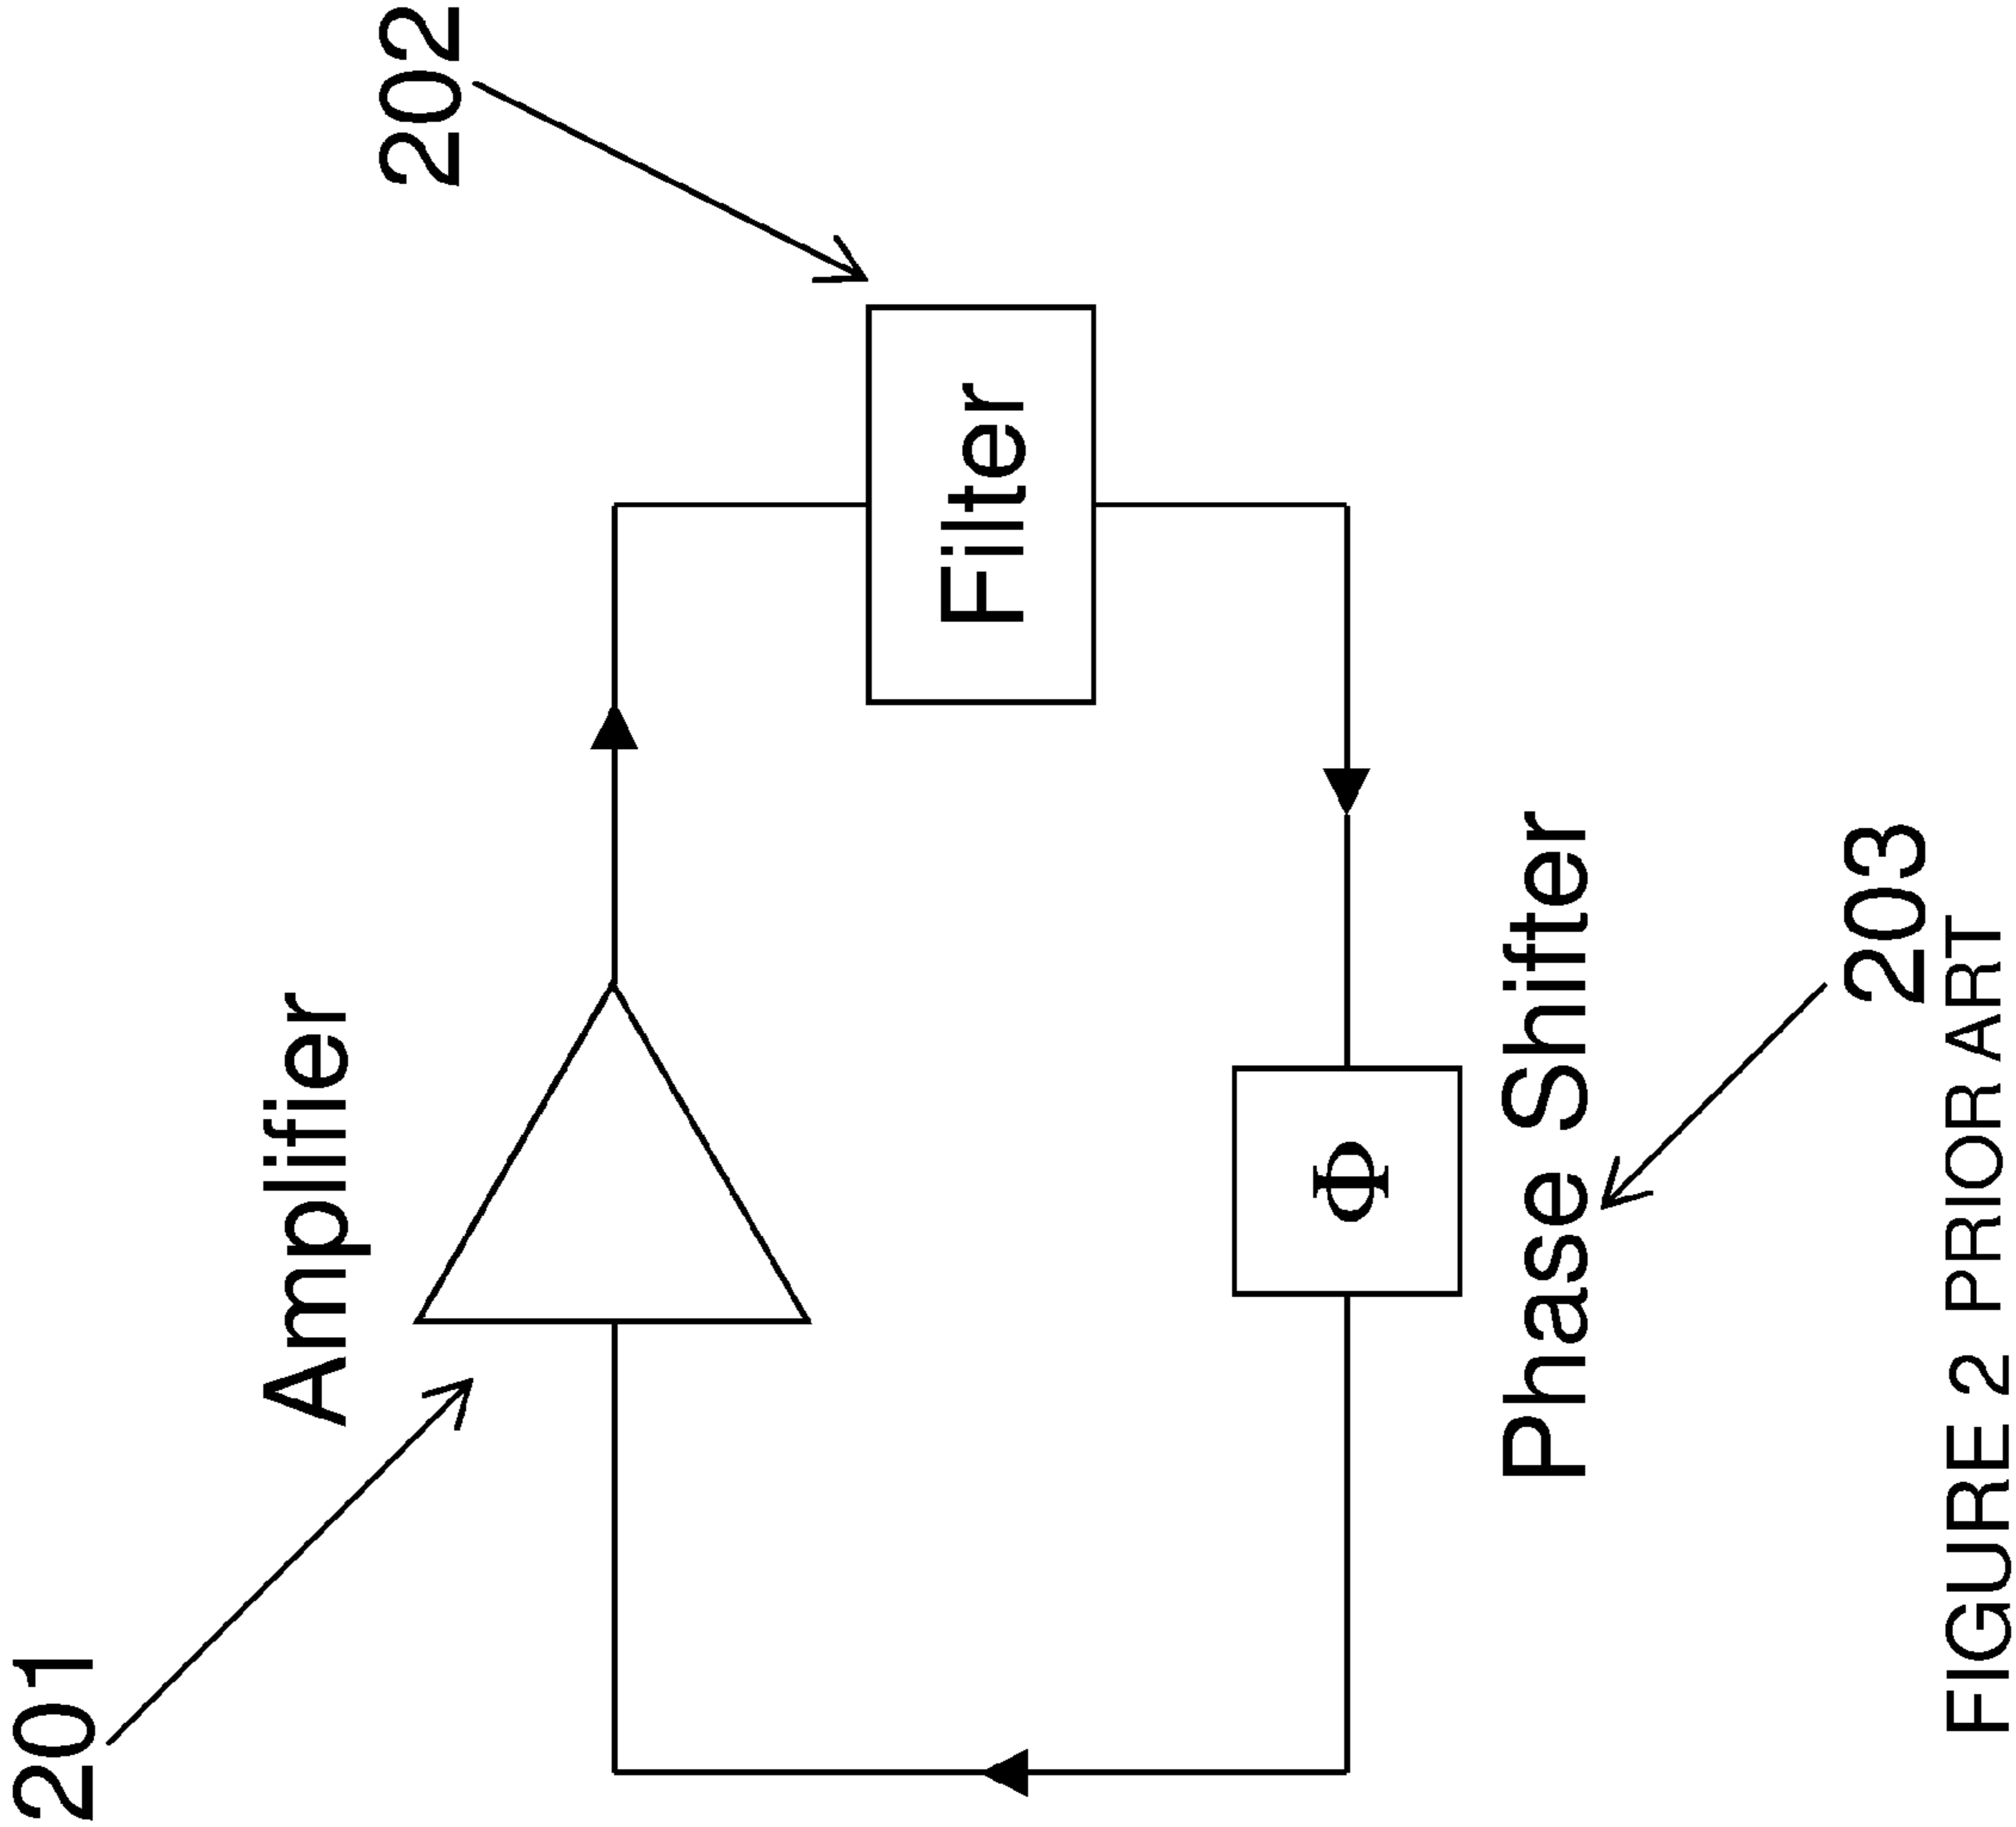 201
Amplifier
202
Filter
Φ
Phase Shifter
203
FIGURE 2 PRIOR ART